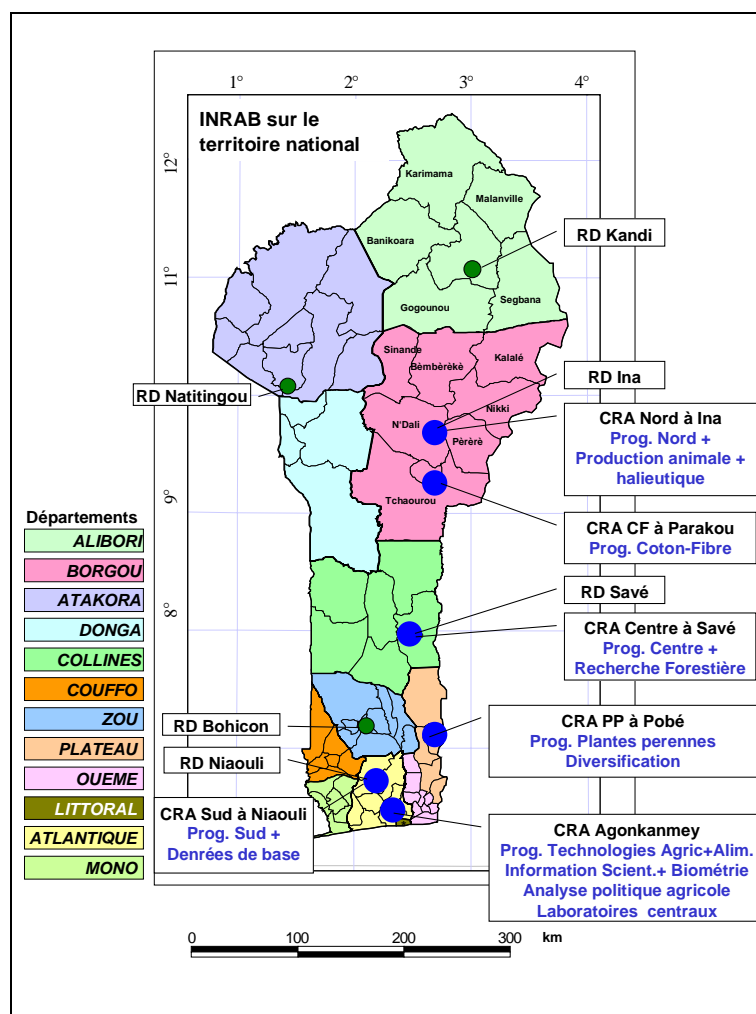 1°
2°
3°
4°
INRAB sur le
territoire national
12°
11°
9°
8°
Karimama
Malanville
Banikoara
RD Kandi
Gogounou
Segbana
Sinande
Bèmbèrèkè
Kalalé
RD Natitingou
RD Ina
Nikki
N'Dali
Pèrèrè
CRA Nord à Ina
Prog. Nord +
Production animale +
halieutique
Tchaourou
CRA CF à Parakou
Prog. Coton-Fibre
Départements
ALIBORI
BORGOU
ATAKORA
DONGA
COLLINES
COUFFO
ZOU
PLATEAU
OUEME
LITTORAL
ATLANTIQUE
MONO
RD Savé
CRA Centre à Savé
Prog. Centre +
Recherche Forestière
RD Bohicon
CRA PP à Pobé
Prog. Plantes perennes
Diversification
RD Niaouli
CRA Sud à Niaouli
Prog. Sud +
Denrées de base
CRA Agonkanmey
Prog. Technologies Agric+Alim.
Information Scient.+ Biométrie
Analyse politique agricole
Laboratoires centraux
0 100 200 300 km